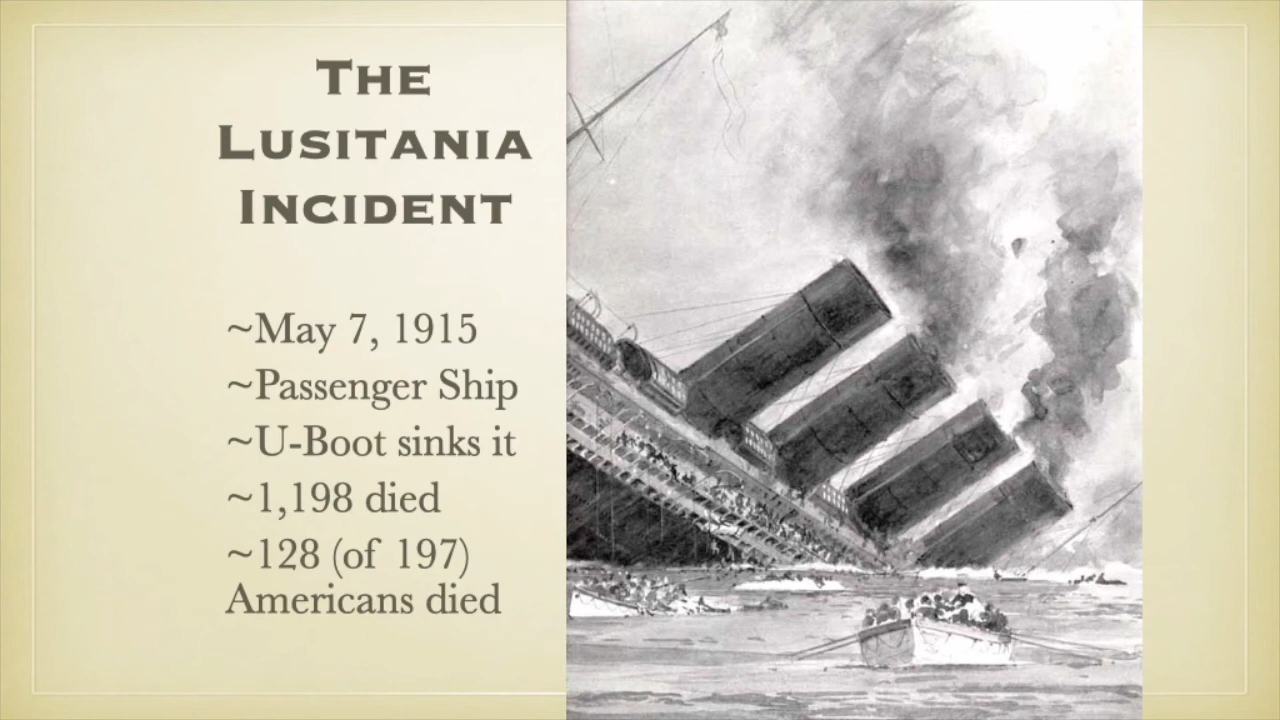 The
Lusitania
Incident
~May 7, 1915
~Passenger Ship
~U-Boot sinks it
~1,198 died
~128 (of 197)
Americans died